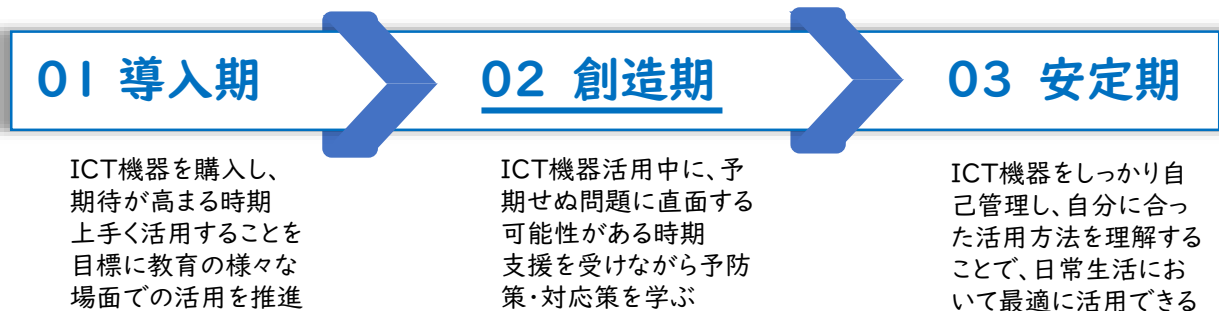 01 導入期
02 創造期
03 安定期
ICT機器を購入し、
期待が高まる時期
上手く活用することを
目標に教育の様々な
場面での活用を推進
ICT機器活用中に、予
期せぬ問題に直面する
可能性がある時期
支援を受けながら予防
策・対応策を学ぶ
ICT機器をしっかり自
己管理し、自分に合っ
た活用方法を理解する
ことで、日常生活にお
いて最適に活用できる